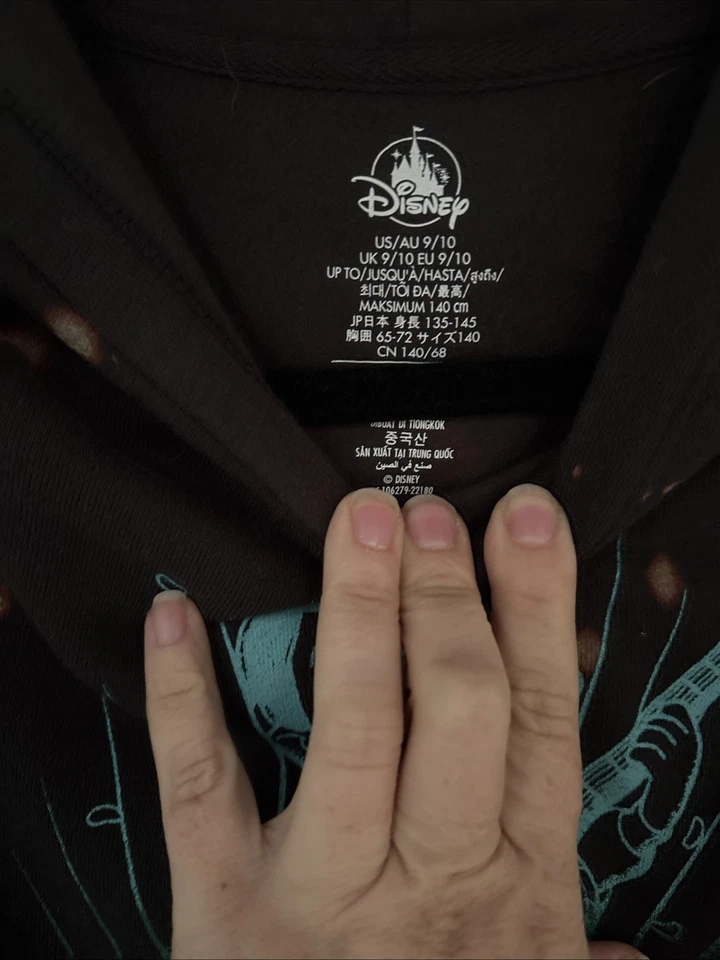 Disney
US/AU 9/10
UK 9/10 EU 9/10
UP TO/JUSQU'À/HASTA/สูงถึง/
최대/TỐI ĐA/最高/
MAKSIMUM 140 cm
JP日本 身長 135-145
胸囲 65-72 サイズ140
CN 140/68
DIBUAT DI TIONGKOK
중국산
SẢN XUẤT TẠI TRUNG QUỐC
صنع في الصين
© DISNEY
106279-22180